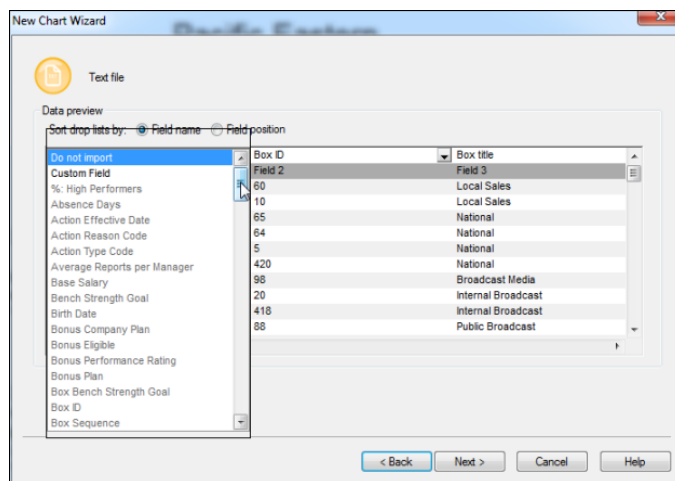 New Chart Wizard
Pacific Eastern
Text file
Data preview
Sort drop lists by: Field name Field position
Do not import
Custom Field
%: High Performers
Absence Days
Action Effective Date
Action Reason Code
Action Type Code
Average Reports per Manager
Base Salary
Bench Strength Goal
Birth Date
Bonus Company Plan
Bonus Eligible
Bonus Performance Rating
Bonus Plan
Box Bench Strength Goal
Box ID
Box Sequence
Box ID Box title
Field 2 Field 3
60 Local Sales
10 Local Sales
65 National
64 National
5 National
420 National
98 Broadcast Media
20 Internal Broadcast
418 Internal Broadcast
88 Public Broadcast
< Back Next > Cancel Help